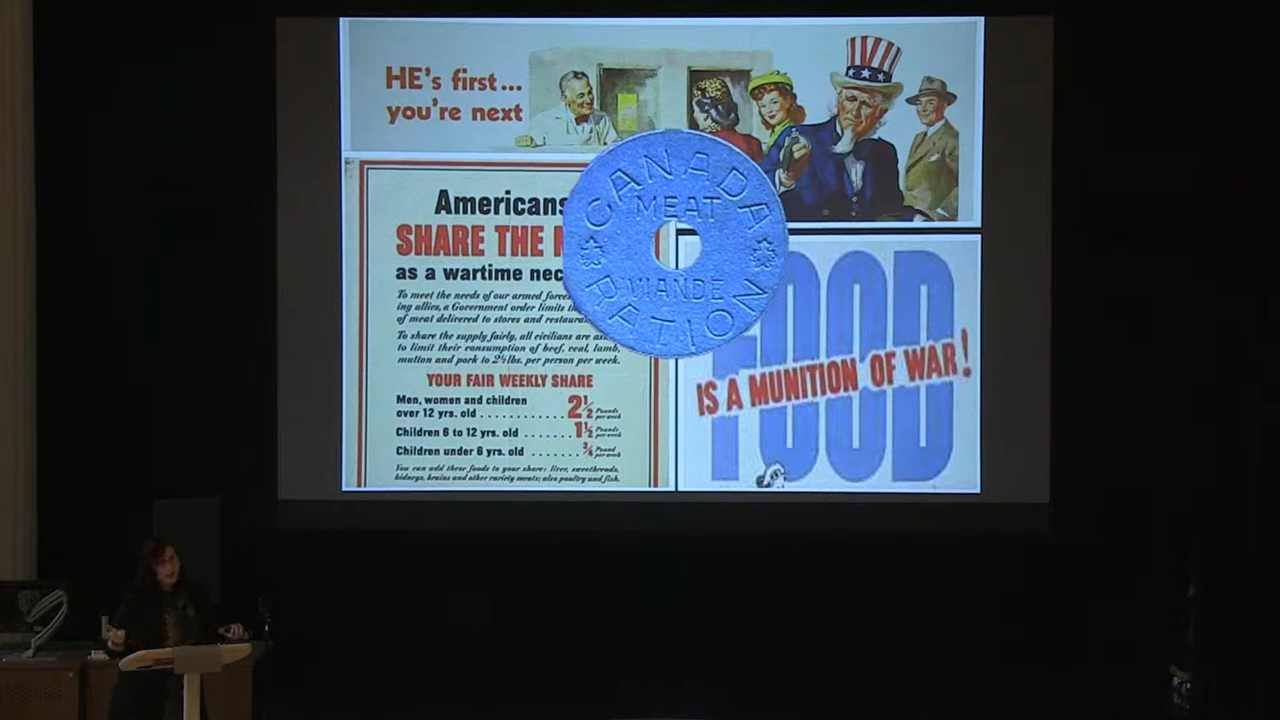 HE's first...
you're next
CANADA
MEAT
VIANDE
RATION
Americans
SHARE THE
as a wartime
To meet the needs of our armed forces
ing allies, a Government order limits
of meat delivered to stores and
To share the supply fairly, all civilians are
to limit their consumption of beef, veal, lamb,
mutton and pork to 2½ lbs. per person per week.
YOUR FAIR WEEKLY SHARE
Men, women and children
over 12 yrs. old ........... 2½ Pounds per week
Children 6 to 12 yrs. old ....... 1½ Pounds per week
Children under 6 yrs. old ....... ¾ Pound per week
You can add these foods to your share: liver, sweetbreads,
kidneys, brains and other variety meats; also poultry and fish.
FOOD
IS A MUNITION OF WAR!